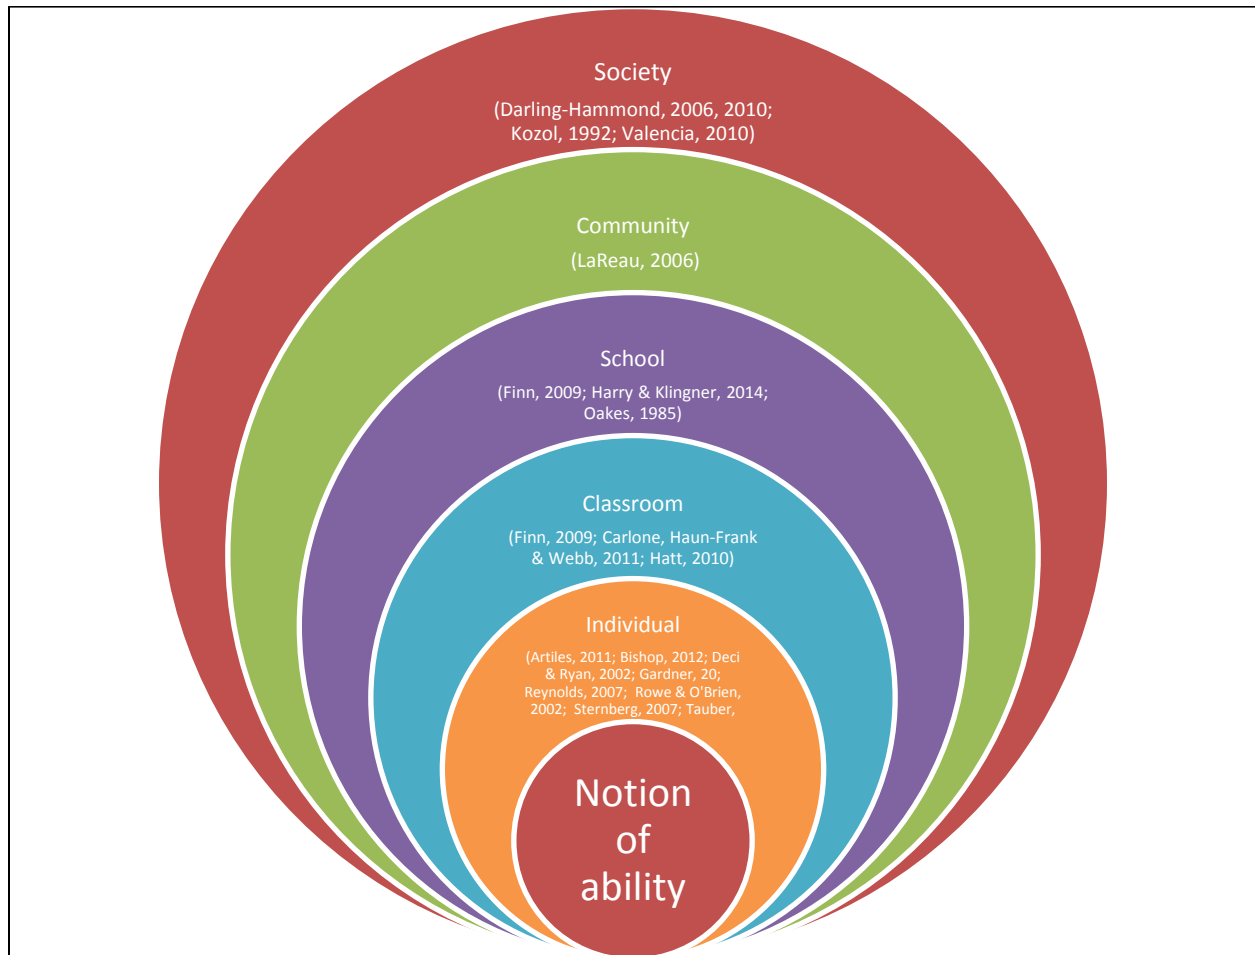 Society
(Darling-Hammond, 2006, 2010;
Kozol, 1992; Valencia, 2010)
Community
(LaReau, 2006)
School
(Finn, 2009; Harry & Klingner, 2014;
Oakes, 1985)
Classroom
(Finn, 2009; Carlone, Haun-Frank
& Webb, 2011; Hatt, 2010)
Individual
(Artiles, 2011; Bishop, 2012; Deci
& Ryan, 2002; Gardner, 20;
Reynolds, 2007; Rowe & O'Brien,
2002; Sternberg, 2007; Tauber,
Notion
of
ability